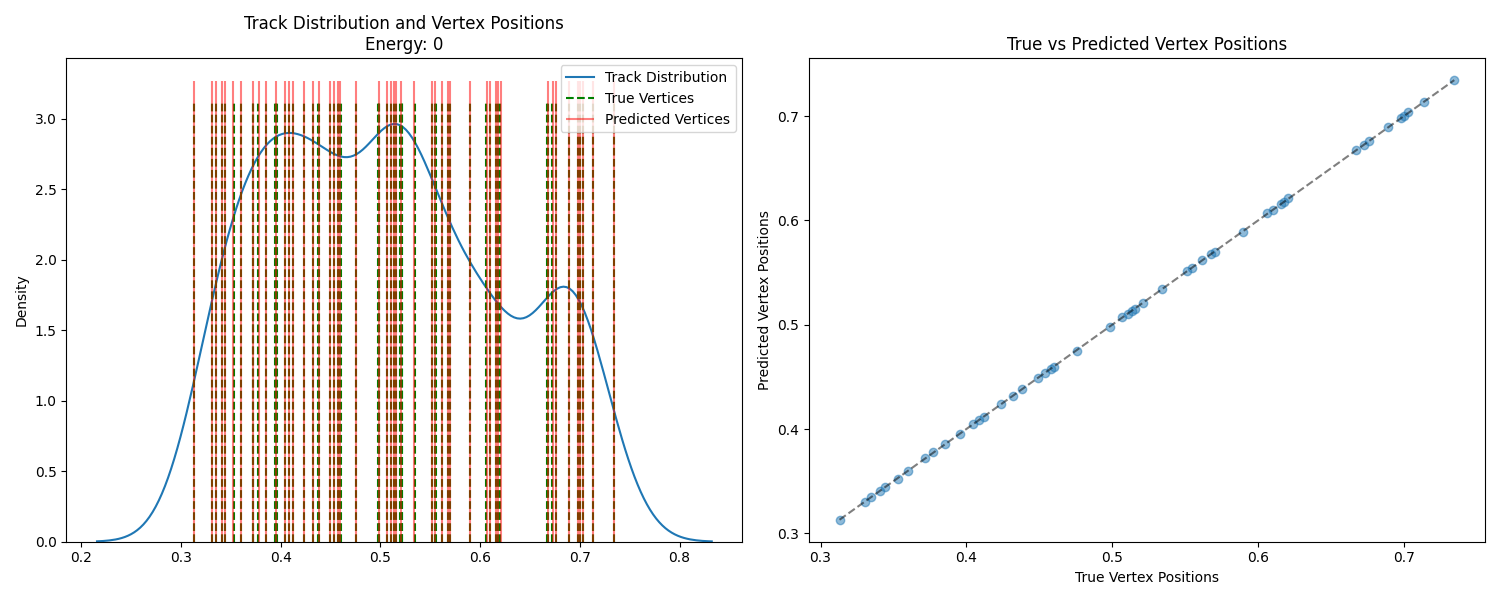 Track Distribution and Vertex Positions
Energy: 0
Track Distribution
True Vertices
Predicted Vertices
Density
3.0
2.5
2.0
1.5
1.0
0.5
0.0
0.2 0.3 0.4 0.5 0.6 0.7 0.8
True vs Predicted Vertex Positions
Predicted Vertex Positions
0.7
0.6
0.5
0.4
0.3
0.3 0.4 0.5 0.6 0.7
True Vertex Positions